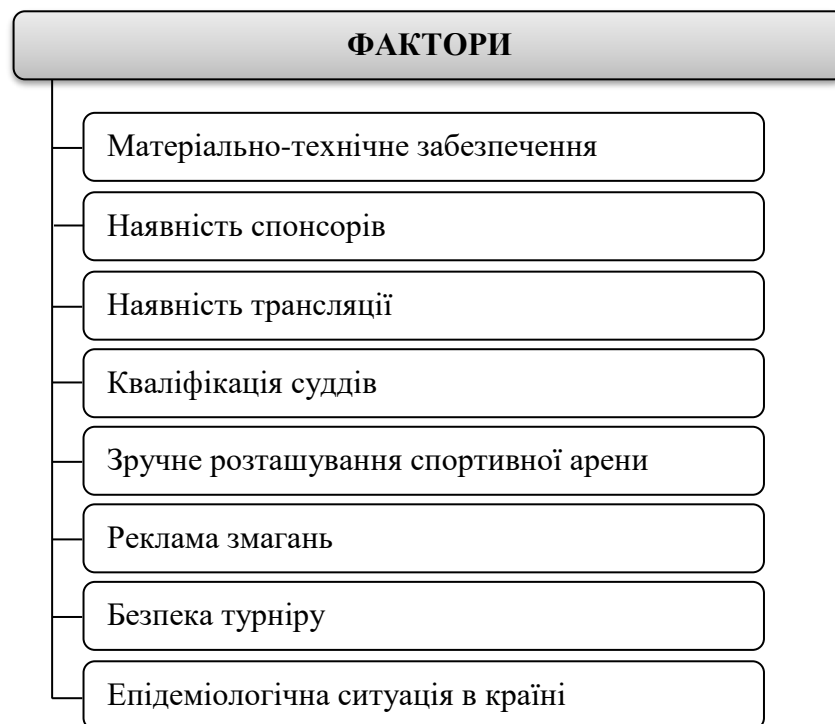 ФАКТОРИ
Матеріально-технічне забезпечення
Наявність спонсорів
Наявність трансляції
Кваліфікація суддів
Зручне розташування спортивної арени
Реклама змагань
Безпека турніру
Епідеміологічна ситуація в країні